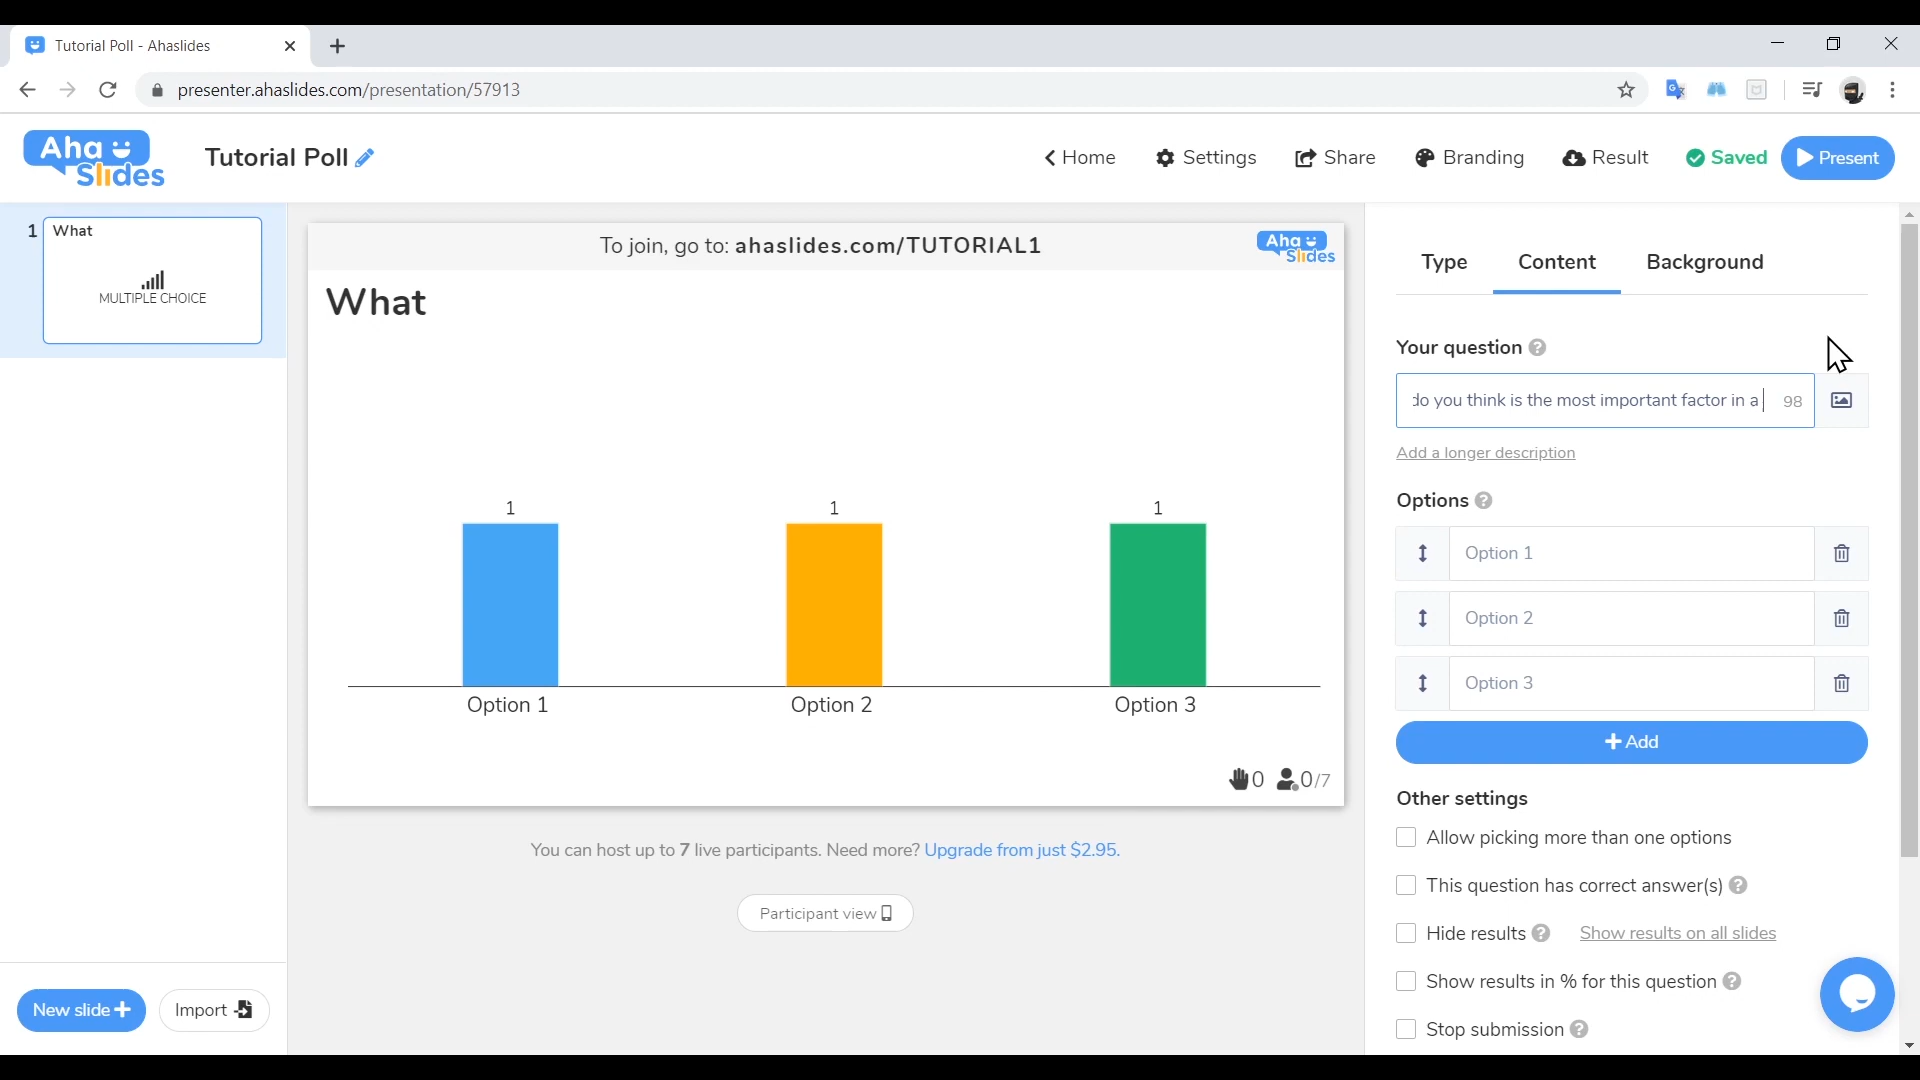 Tutorial Poll - Ahaslides
presenter.ahaslides.com/presentation/57913
Aha Slides
Tutorial Poll
Home
Settings
Share
Branding
Result
Saved
Present
1
What
MULTIPLE CHOICE
To join, go to: ahaslides.com/TUTORIAL1
Aha Slides
What
1 1 1
Option 1 Option 2 Option 3
0 0/7
You can host up to 7 live participants. Need more? Upgrade from just $2.95.
Participant view
New slide
Import
Type Content Background
Your question ?
do you think is the most important factor in a 98
Add a longer description
Options ?
Option 1
Option 2
Option 3
+ Add
Other settings
Allow picking more than one options
This question has correct answer(s) ?
Hide results ? Show results on all slides
Show results in % for this question ?
Stop submission ?